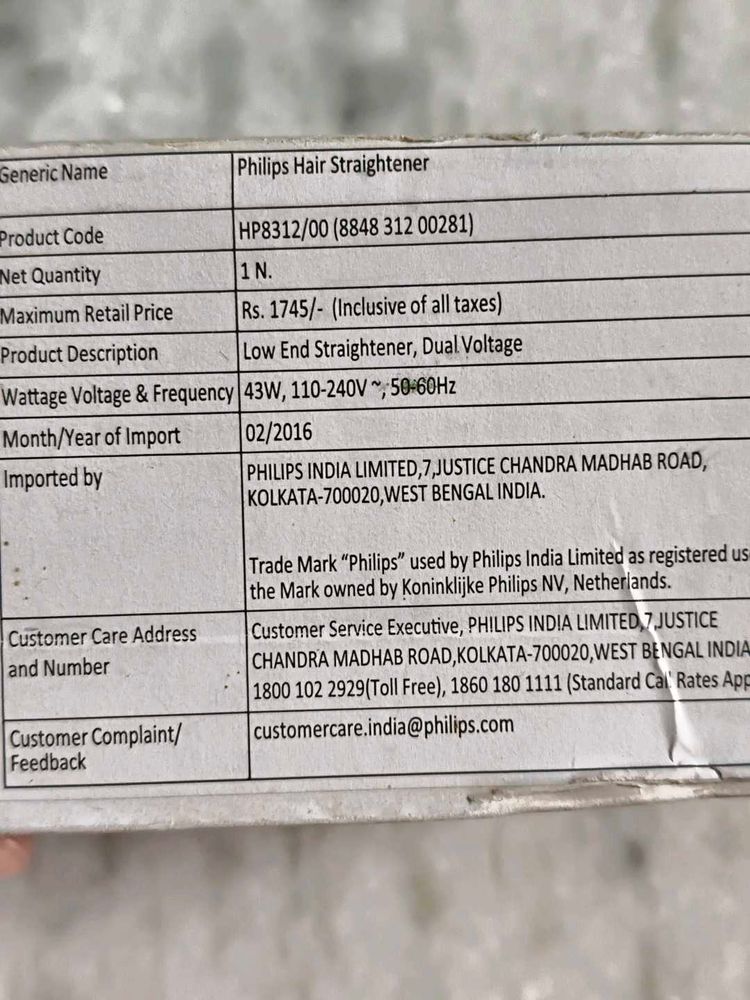 Generic Name Philips Hair Straightener
Product Code HP8312/00 (8848 312 00281)
Net Quantity 1 N.
Maximum Retail Price Rs. 1745/- (Inclusive of all taxes)
Product Description Low End Straightener, Dual Voltage
Wattage Voltage & Frequency 43W, 110-240V ~, 50-60Hz
Month/Year of Import 02/2016
Imported by PHILIPS INDIA LIMITED,7,JUSTICE CHANDRA MADHAB ROAD,
KOLKATA-700020,WEST BENGAL INDIA.
Trade Mark “Philips” used by Philips India Limited as registered
the Mark owned by Koninklijke Philips NV, Netherlands.
Customer Care Address
and Number
Customer Service Executive, PHILIPS INDIA LIMITED,7,JUSTICE
CHANDRA MADHAB ROAD,KOLKATA-700020,WEST BENGAL INDIA
1800 102 2929(Toll Free), 1860 180 1111 (Standard Call Rates
Customer Complaint/
Feedback
customercare.india@philips.com